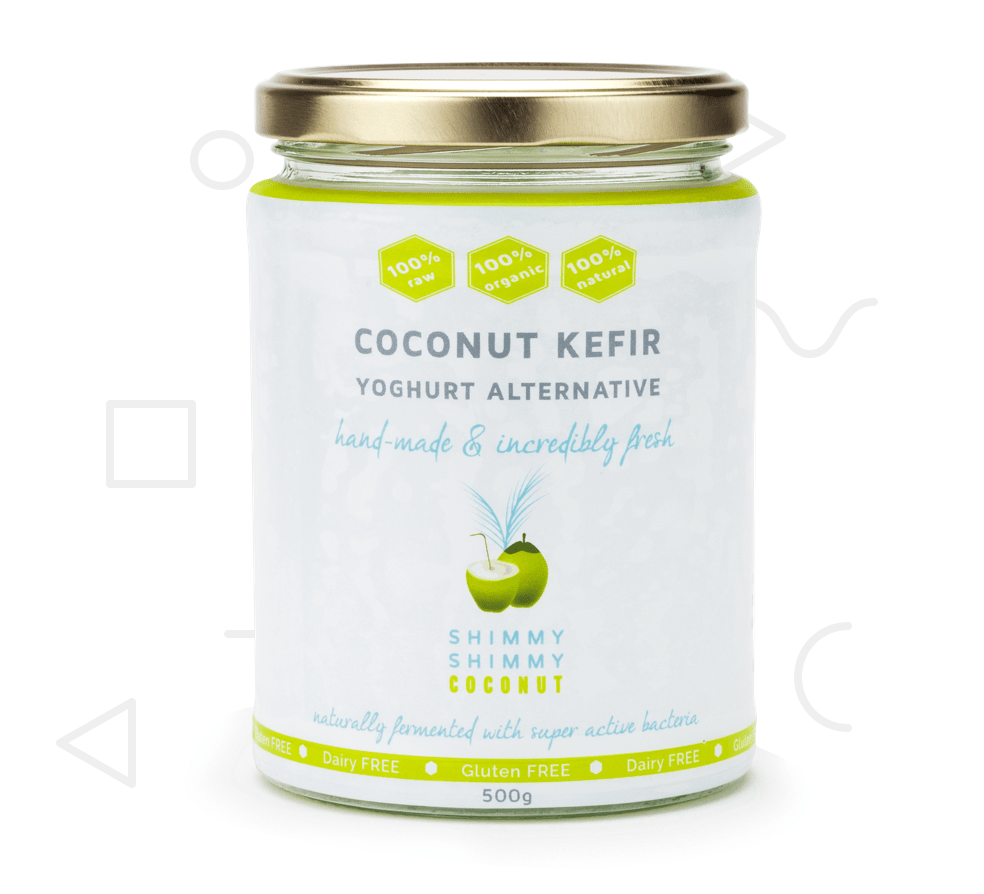 100% raw
100% organic
100% natural
COCONUT KEFIR
YOGHURT ALTERNATIVE
hand-made & incredibly fresh
SHIMMY
SHIMMY
COCONUT
naturally fermented with super active bacteria
FREE Dairy FREE Gluten FREE Dairy FREE
500g